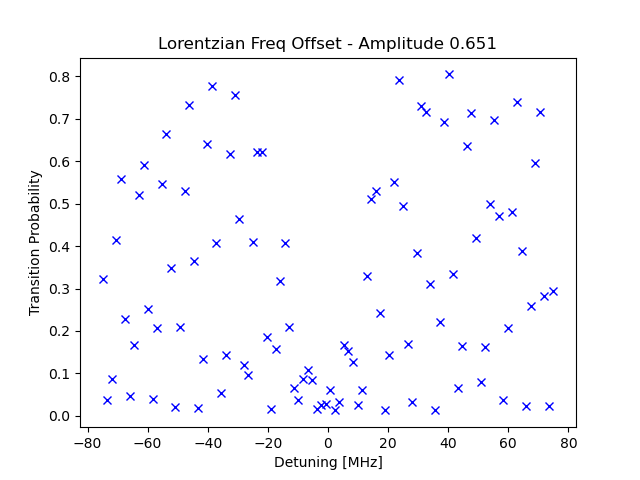 Lorentzian Freq Offset - Amplitude 0.651
Transition Probability
0.8
0.7
0.6
0.5
0.4
0.3
0.2
0.1
0.0
−80 −60 −40 −20 0 20 40 60 80
Detuning [MHz]